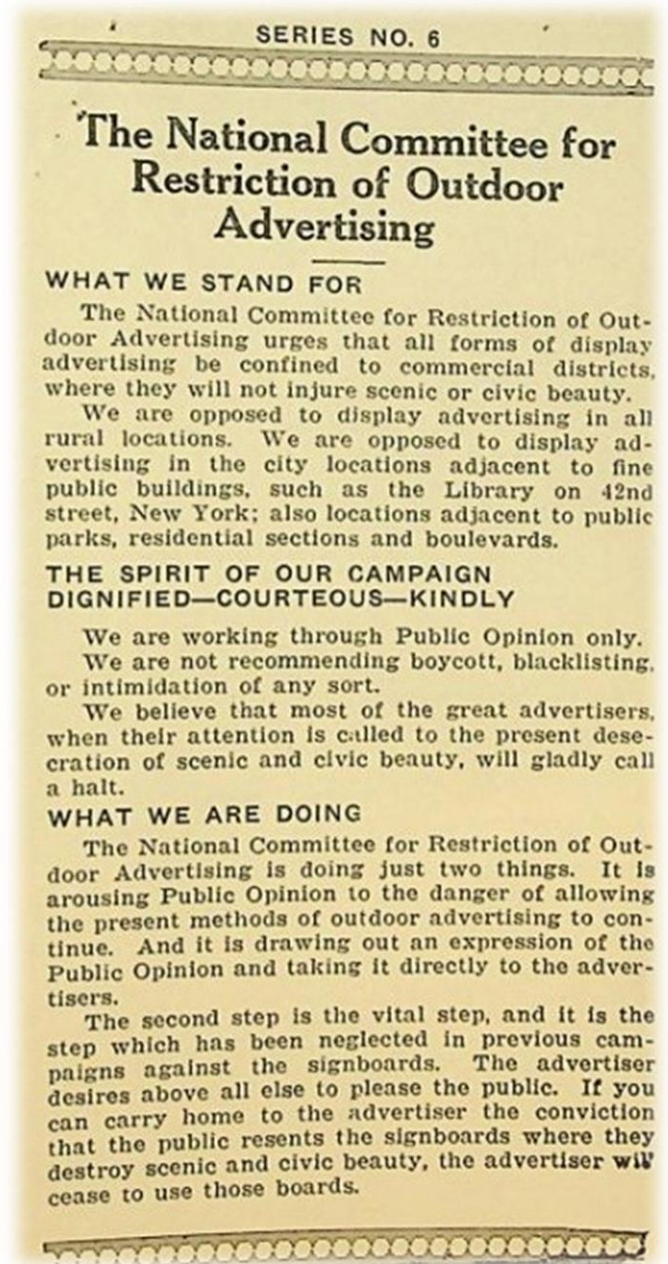 SERIES NO. 6
The National Committee for
Restriction of Outdoor
Advertising
WHAT WE STAND FOR
The National Committee for Restriction of Out-
door Advertising urges that all forms of display
advertising be confined to commercial districts,
where they will not injure scenic or civic beauty.
We are opposed to display advertising in all
rural locations. We are opposed to display ad-
vertising in the city locations adjacent to fine
public buildings, such as the Library on 42nd
street, New York; also locations adjacent to public
parks, residential sections and boulevards.
THE SPIRIT OF OUR CAMPAIGN
DIGNIFIED—COURTEOUS—KINDLY
We are working through Public Opinion only.
We are not recommending boycott, blacklisting,
or intimidation of any sort.
We believe that most of the great advertisers,
when their attention is called to the present dese-
cration of scenic and civic beauty, will gladly call
a halt.
WHAT WE ARE DOING
The National Committee for Restriction of Out-
door Advertising is doing just two things. It is
arousing Public Opinion to the danger of allowing
the present methods of outdoor advertising to con-
tinue. And it is drawing out an expression of the
Public Opinion and taking it directly to the adver-
tisers.
The second step is the vital step, and it is the
step which has been neglected in previous cam-
paigns against the signboards. The advertiser
desires above all else to please the public. If you
can carry home to the advertiser the conviction
that the public resents the signboards where they
destroy scenic and civic beauty, the advertiser will
cease to use those boards.